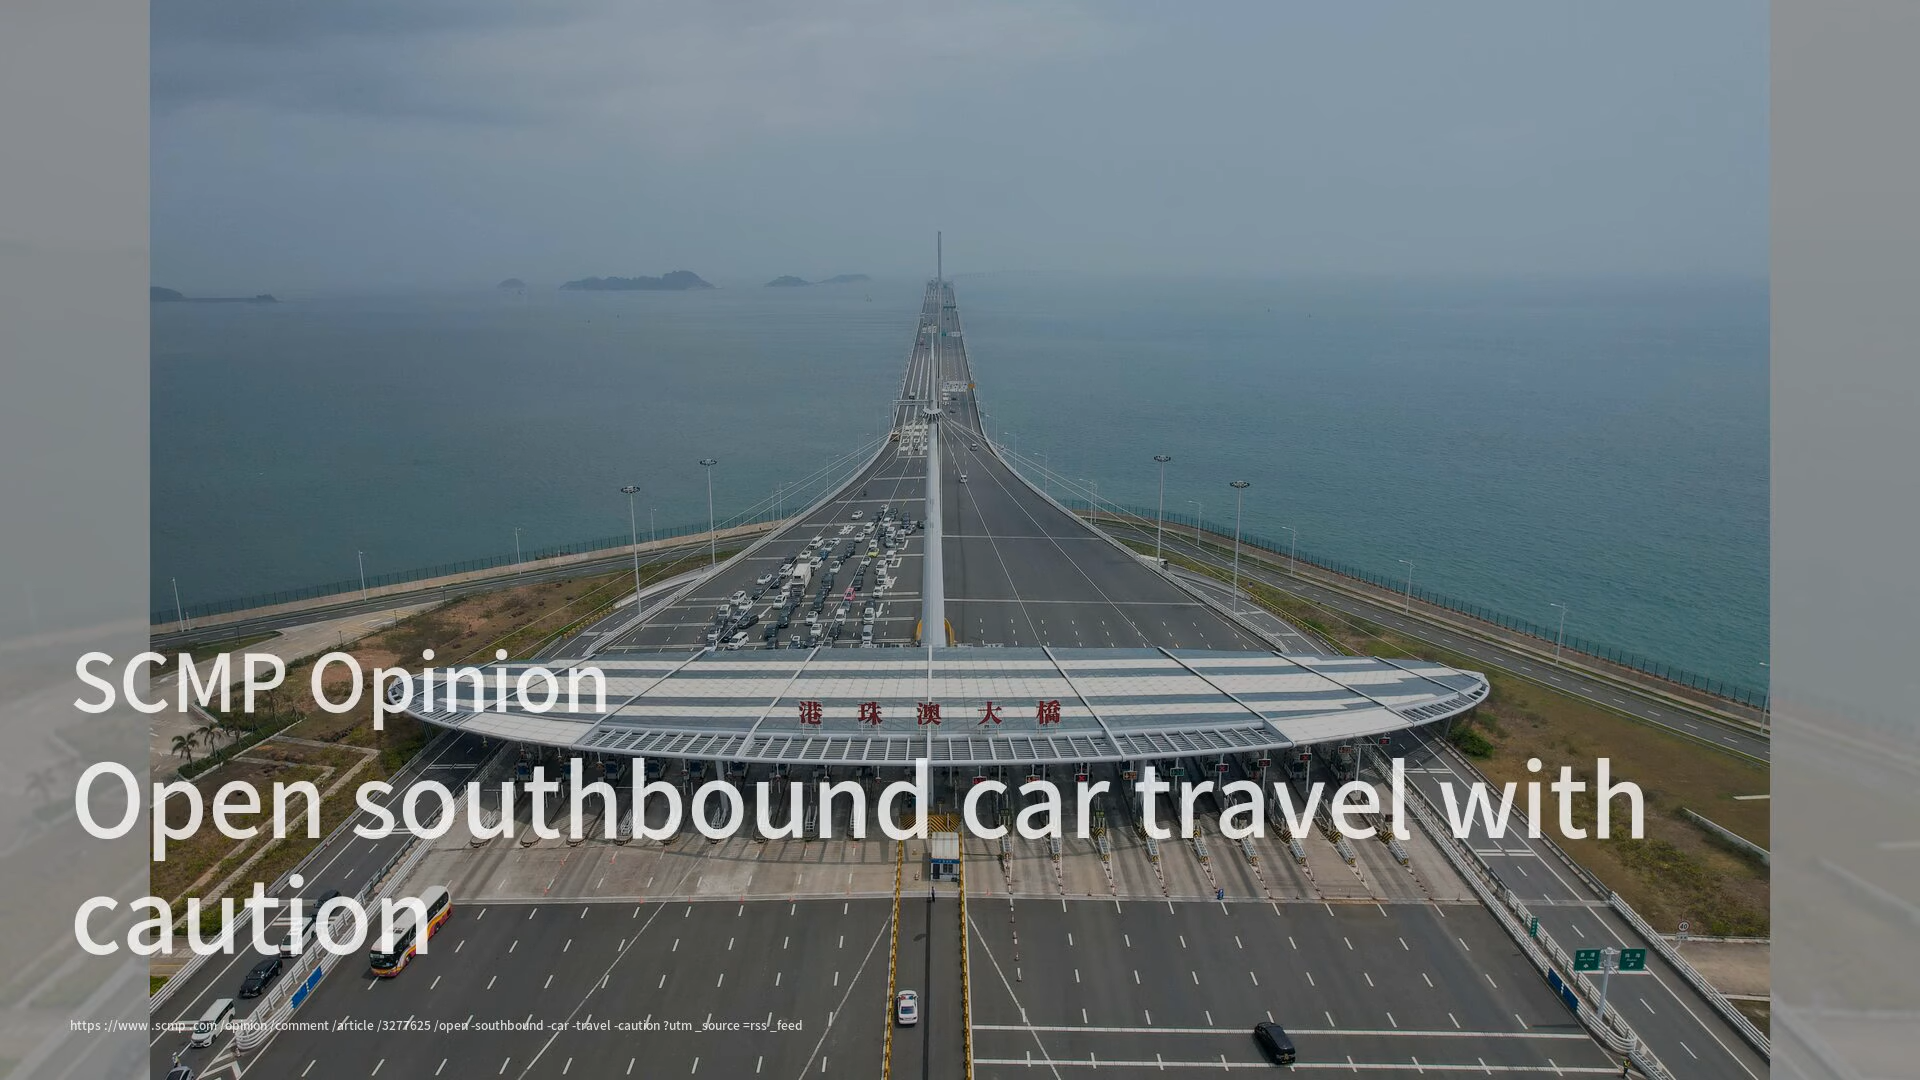 SCMP Opinion
港珠澳大橋
Open southbound car travel with
caution
https://www.scmp.com/opinion/comment/article/3277625/open-southbound-car-travel-caution?utm_source=rss_feed